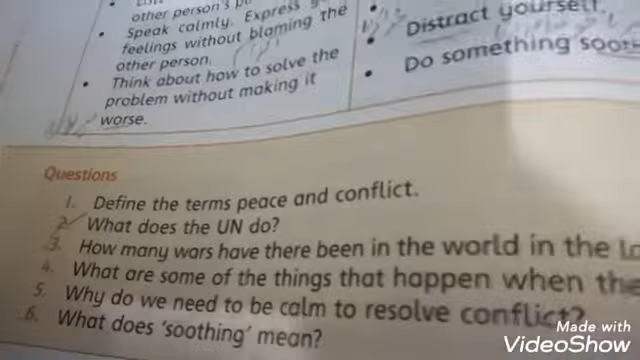 other person's
Speak calmly. Express
feelings without blaming the
other person.
Think about how to solve the
problem without making it
worse.
Distract yourself.
Do something
Questions
1. Define the terms peace and conflict.
2. What does the UN do?
3. How many wars have there been in the world in the
4. What are some of the things that happen when
5. Why do we need to be calm to resolve conflict?
6. What does 'soothing' mean?
Made with
VideoShow